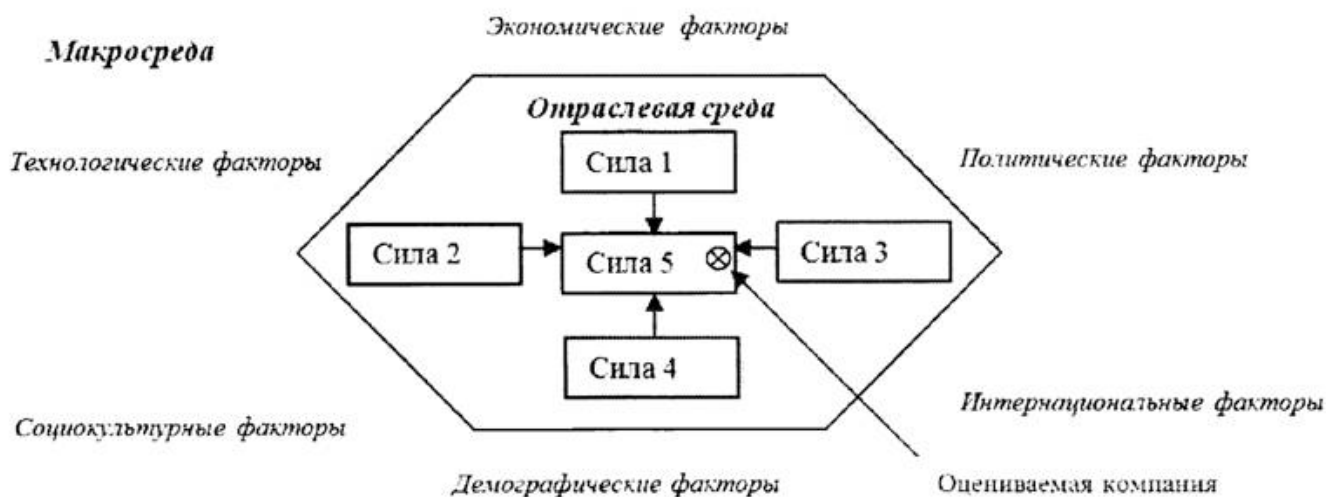 Экономические факторы
Макросреда
Отраслевая среда
Технологические факторы
Сила 1
Политические факторы
Сила 2
Сила 5
Сила 3
Сила 4
Социокультурные факторы
Интернациональные факторы
Демографические факторы
Оцениваемая компания